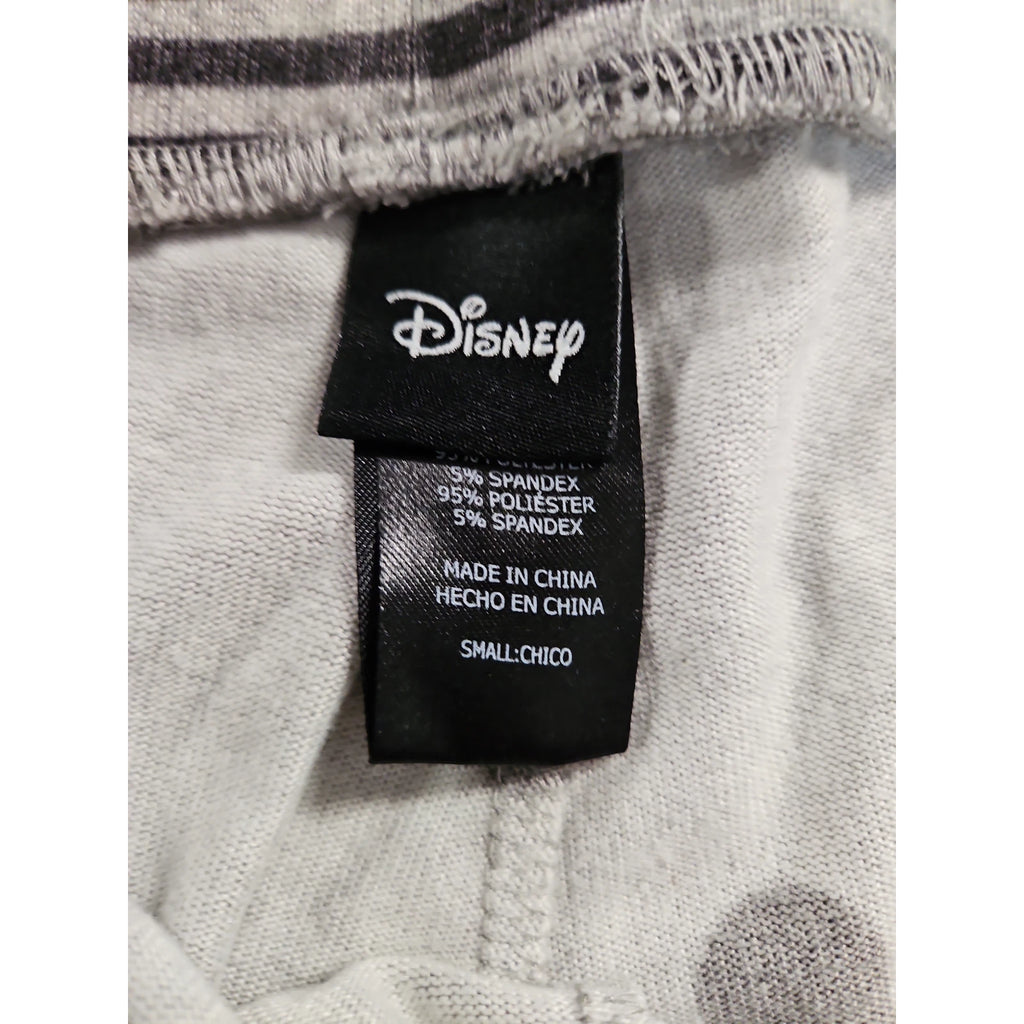 Disney
5% SPANDEX
95% POLIÉSTER
5% SPANDEX
MADE IN CHINA
HECHO EN CHINA
SMALL:CHICO